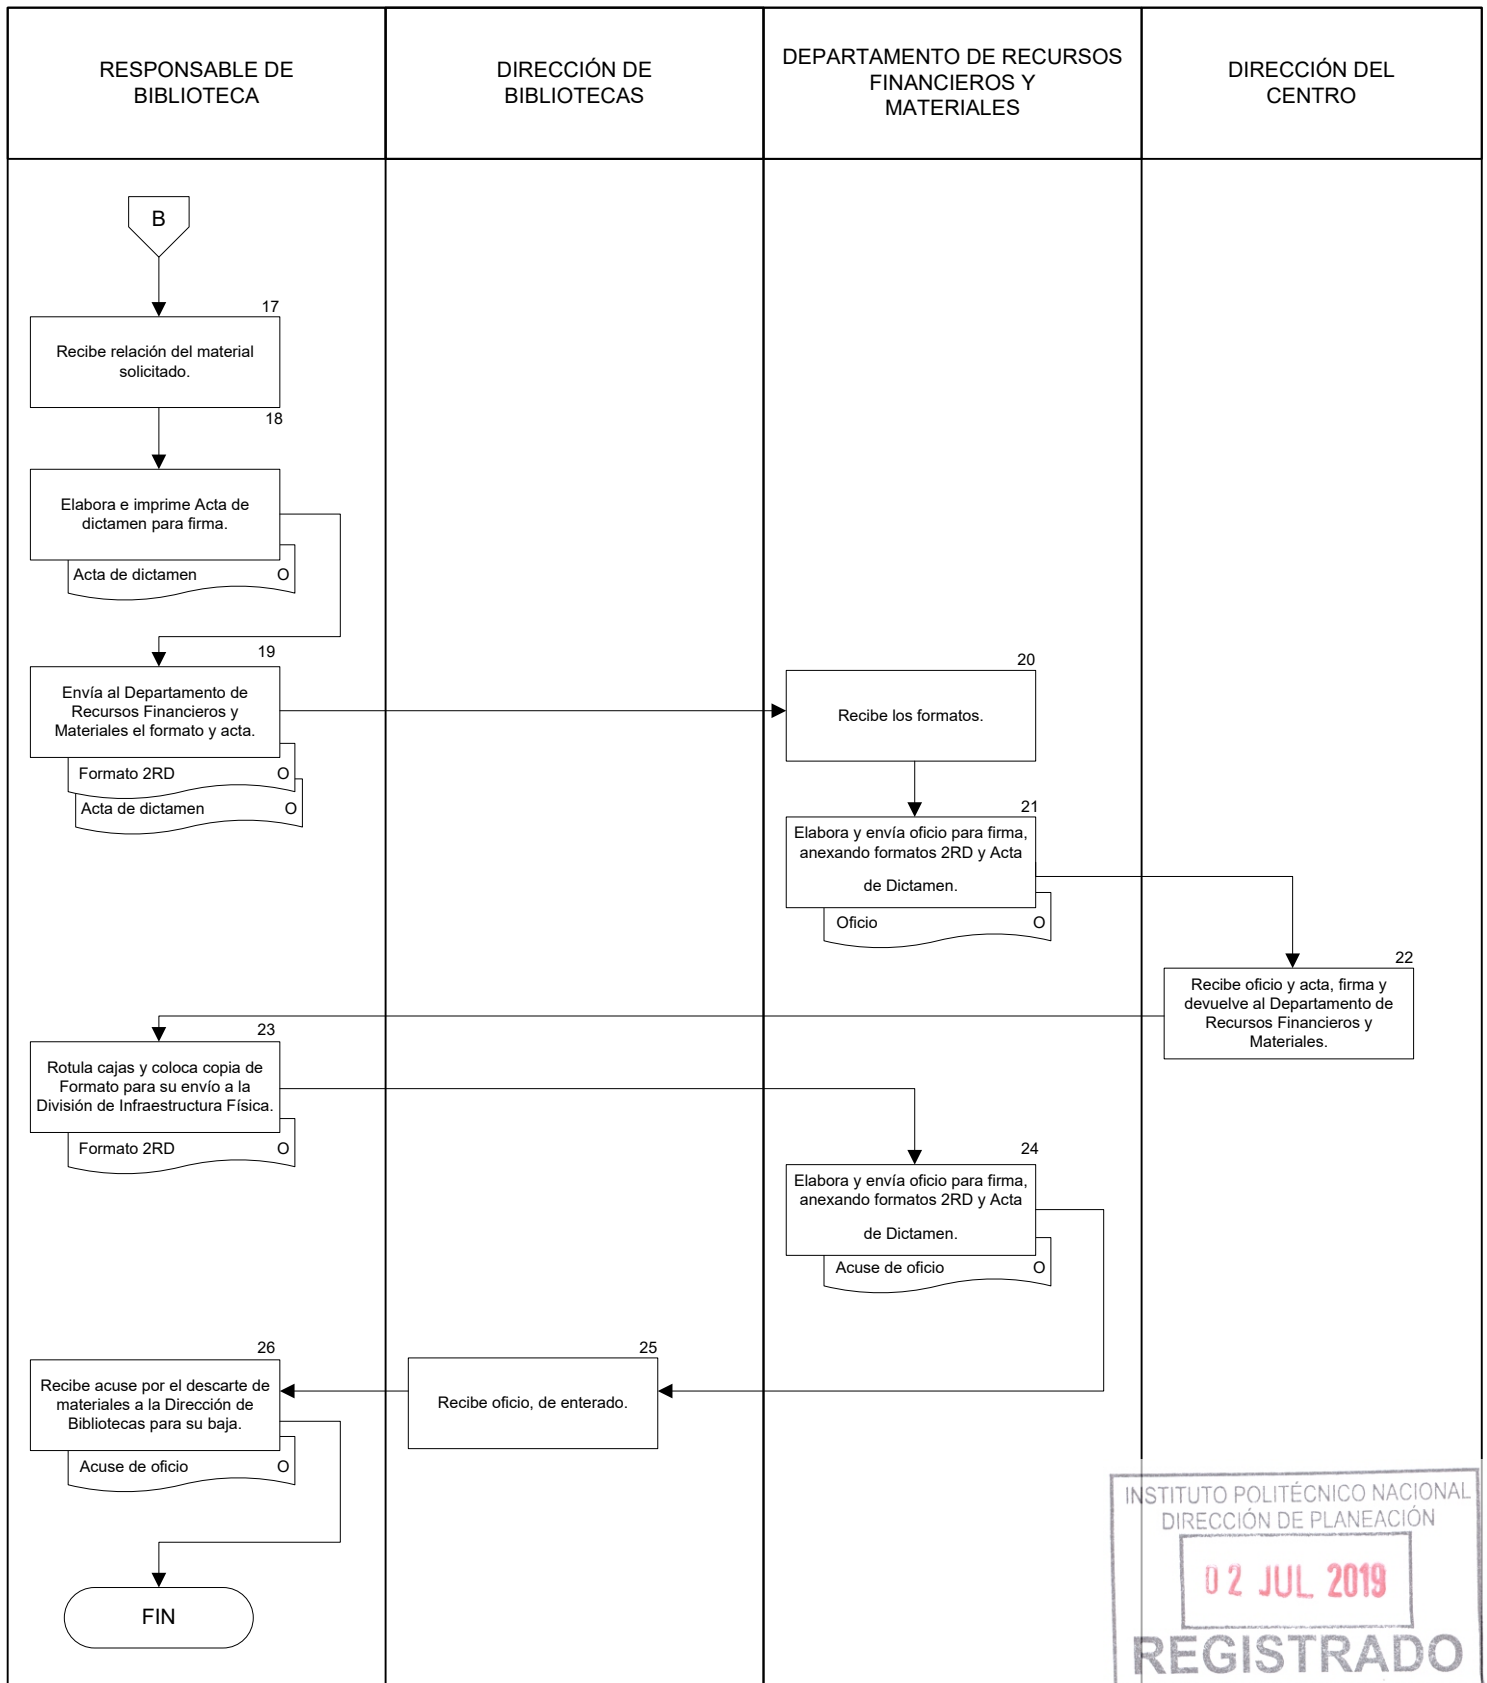 RESPONSABLE DE
BIBLIOTECA
DIRECCIÓN DE
BIBLIOTECAS
DEPARTAMENTO DE RECURSOS
FINANCIEROS Y
MATERIALES
DIRECCIÓN DEL
CENTRO
B
17
Recibe relación del material
solicitado.
18
Elabora e imprime Acta de
dictamen para firma.
Acta de dictamen O
19
Envía al Departamento de
Recursos Financieros y
Materiales el formato y acta.
Formato 2RD O
Acta de dictamen O
20
Recibe los formatos.
21
Elabora y envía oficio para firma,
anexando formatos 2RD y Acta
de Dictamen.
Oficio O
22
Recibe oficio y acta, firma y
devuelve al Departamento de
Recursos Financieros y
Materiales.
23
Rotula cajas y coloca copia de
Formato para su envío a la
División de Infraestructura Física.
Formato 2RD O
24
Elabora y envía oficio para firma,
anexando formatos 2RD y Acta
de Dictamen.
Acuse de oficio O
25
Recibe oficio, de enterado.
26
Recibe acuse por el descarte de
materiales a la Dirección de
Bibliotecas para su baja.
Acuse de oficio O
FIN
INSTITUTO POLITÉCNICO NACIONAL
DIRECCIÓN DE PLANEACIÓN
02 JUL 2019
REGISTRADO